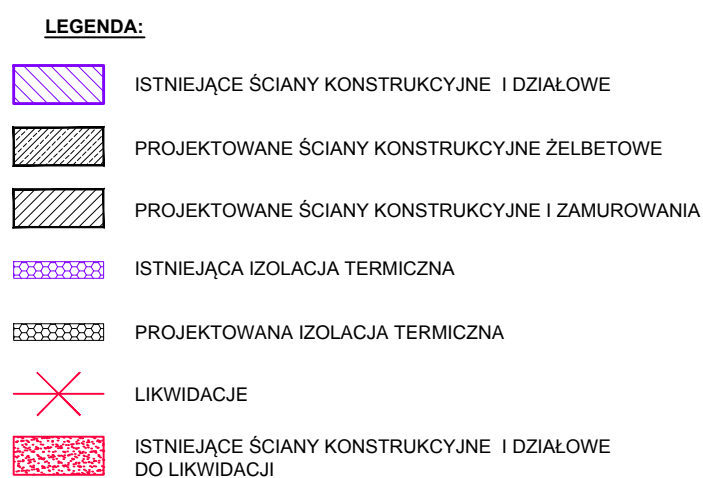 LEGENDA:
ISTNIEJĄCE ŚCIANY KONSTRUKCYJNE I DZIAŁOWE
PROJEKTOWANE ŚCIANY KONSTRUKCYJNE ŻELBETOWE
PROJEKTOWANE ŚCIANY KONSTRUKCYJNE I ZAMUROWANIA
ISTNIEJĄCA IZOLACJA TERMICZNA
PROJEKTOWANA IZOLACJA TERMICZNA
LIKWIDACJE
ISTNIEJĄCE ŚCIANY KONSTRUKCYJNE I DZIAŁOWE
DO LIKWIDACJI